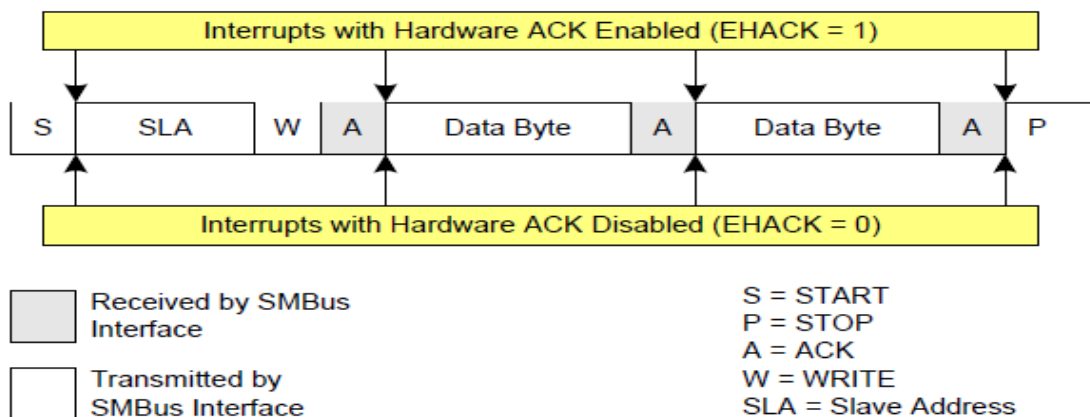 Interrupts with Hardware ACK Enabled (EHACK = 1)
S SLA W A Data Byte A Data Byte A P
Interrupts with Hardware ACK Disabled (EHACK = 0)
Received by SMBus
Interface
Transmitted by
SMBus Interface
S = START
P = STOP
A = ACK
W = WRITE
SLA = Slave Address